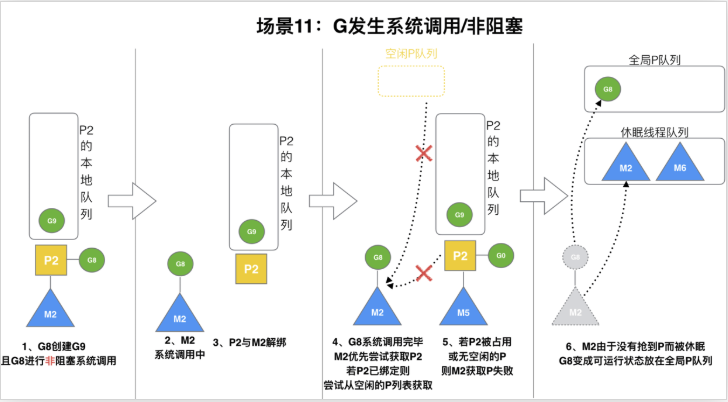 场景11：G发生系统调用/非阻塞
P2的本地队列
G9
P2
G8
M2
1、G8创建G9
且G8进行非阻塞系统调用
P2的本地队列
G9
P2
G8
M2
2、M2
系统调用中
3、P2与M2解绑
空闲P队列
P2的本地队列
G9
G8
P2
G0
M2
M5
4、G8系统调用完毕
M2优先尝试获取P2
若P2已绑定则
尝试从空闲的P列表获取
5、若P2被占用
或无空闲的P
则M2获取P失败
全局P队列
G8
休眠线程队列
M2
M6
G8
M2
6、M2由于没有抢到P而被休眠
G8变成可运行状态放在全局P队列